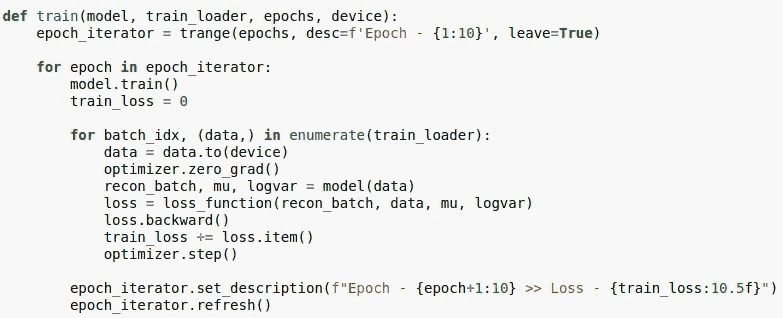 def train(model, train_loader, epochs, device):
    epoch_iterator = trange(epochs, desc=f'Epoch - {1:10}', leave=True)

    for epoch in epoch_iterator:
        model.train()
        train_loss = 0

        for batch_idx, (data,) in enumerate(train_loader):
            data = data.to(device)
            optimizer.zero_grad()
            recon_batch, mu, logvar = model(data)
            loss = loss_function(recon_batch, data, mu, logvar)
            loss.backward()
            train_loss += loss.item()
            optimizer.step()

        epoch_iterator.set_description(f"Epoch - {epoch+1:10} >> Loss - {train_loss:10.5f}")
        epoch_iterator.refresh()